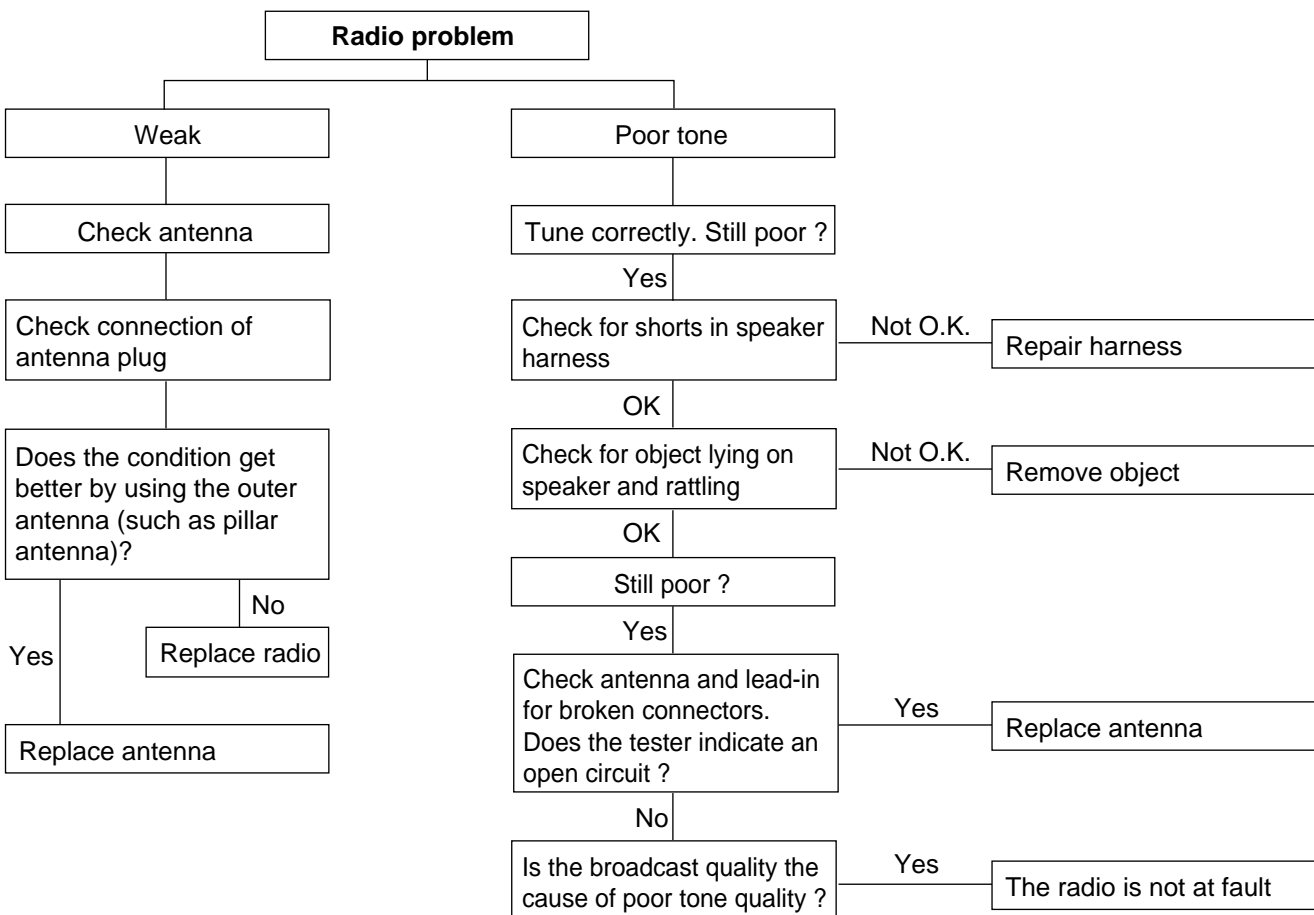 Radio problem
Weak
Check antenna
Check connection of
antenna plug
Does the condition get
better by using the outer
antenna (such as pillar
antenna)?
No
Replace radio
Yes
Replace antenna
Poor tone
Tune correctly. Still poor ?
Yes
Check for shorts in speaker
harness
Not O.K.
Repair harness
OK
Check for object lying on
speaker and rattling
Not O.K.
Remove object
OK
Still poor ?
Yes
Check antenna and lead-in
for broken connectors.
Does the tester indicate an
open circuit ?
Yes
Replace antenna
No
Is the broadcast quality the
cause of poor tone quality ?
Yes
The radio is not at fault